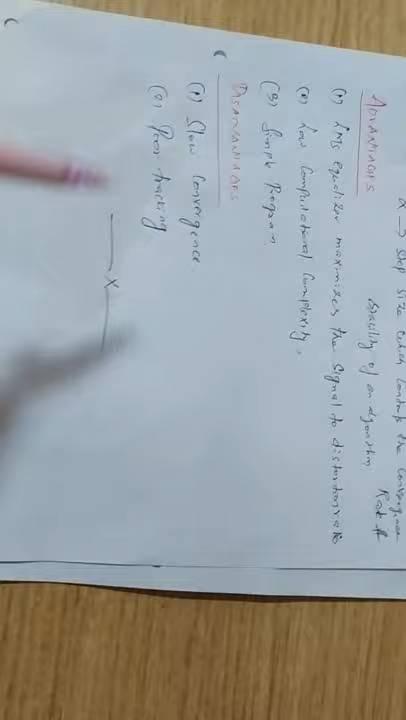 α → Step size which controls the convergence Rate &
Stability of an algorithm
ADVANTAGES
(1) LMS equalizer maximizes the signal to distortion ratio
(2) Low Computational Complexity.
(3) Simple Program.
DISADVANTAGES
(1) Slow Convergence.
(2) Poor tracking
X